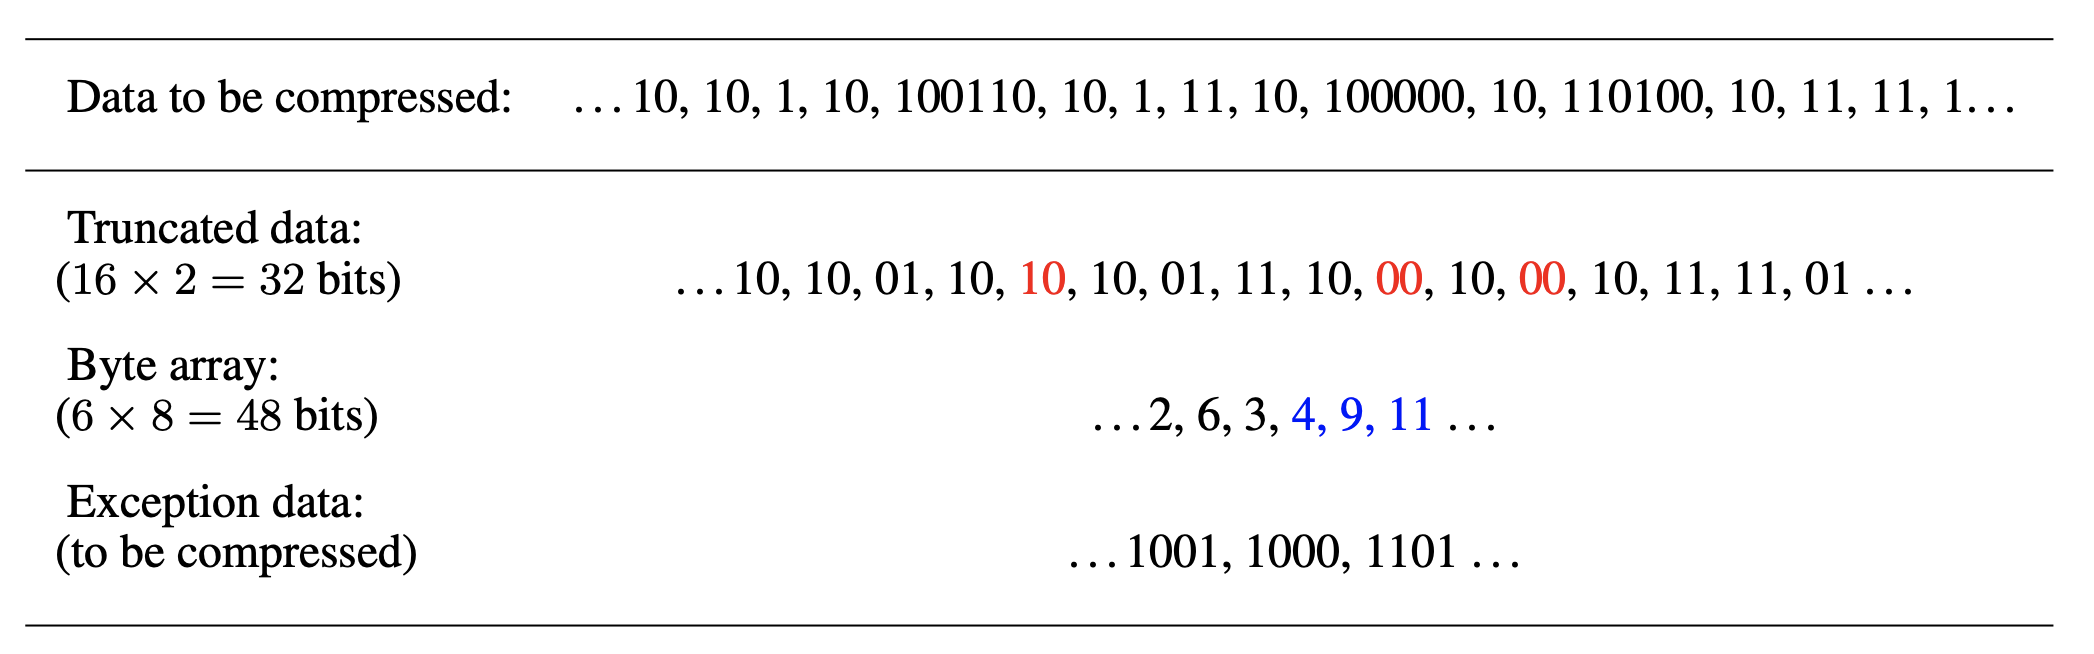 Data to be compressed: ... 10, 10, 1, 10, 100110, 10, 1, 11, 10, 100000, 10, 110100, 10, 11, 11, 1...
Truncated data:
(16 × 2 = 32 bits) ... 10, 10, 01, 10, 10, 10, 01, 11, 10, 00, 10, 00, 10, 11, 11, 01 ...
Byte array:
(6 × 8 = 48 bits) ... 2, 6, 3, 4, 9, 11 ...
Exception data:
(to be compressed) ... 1001, 1000, 1101 ...